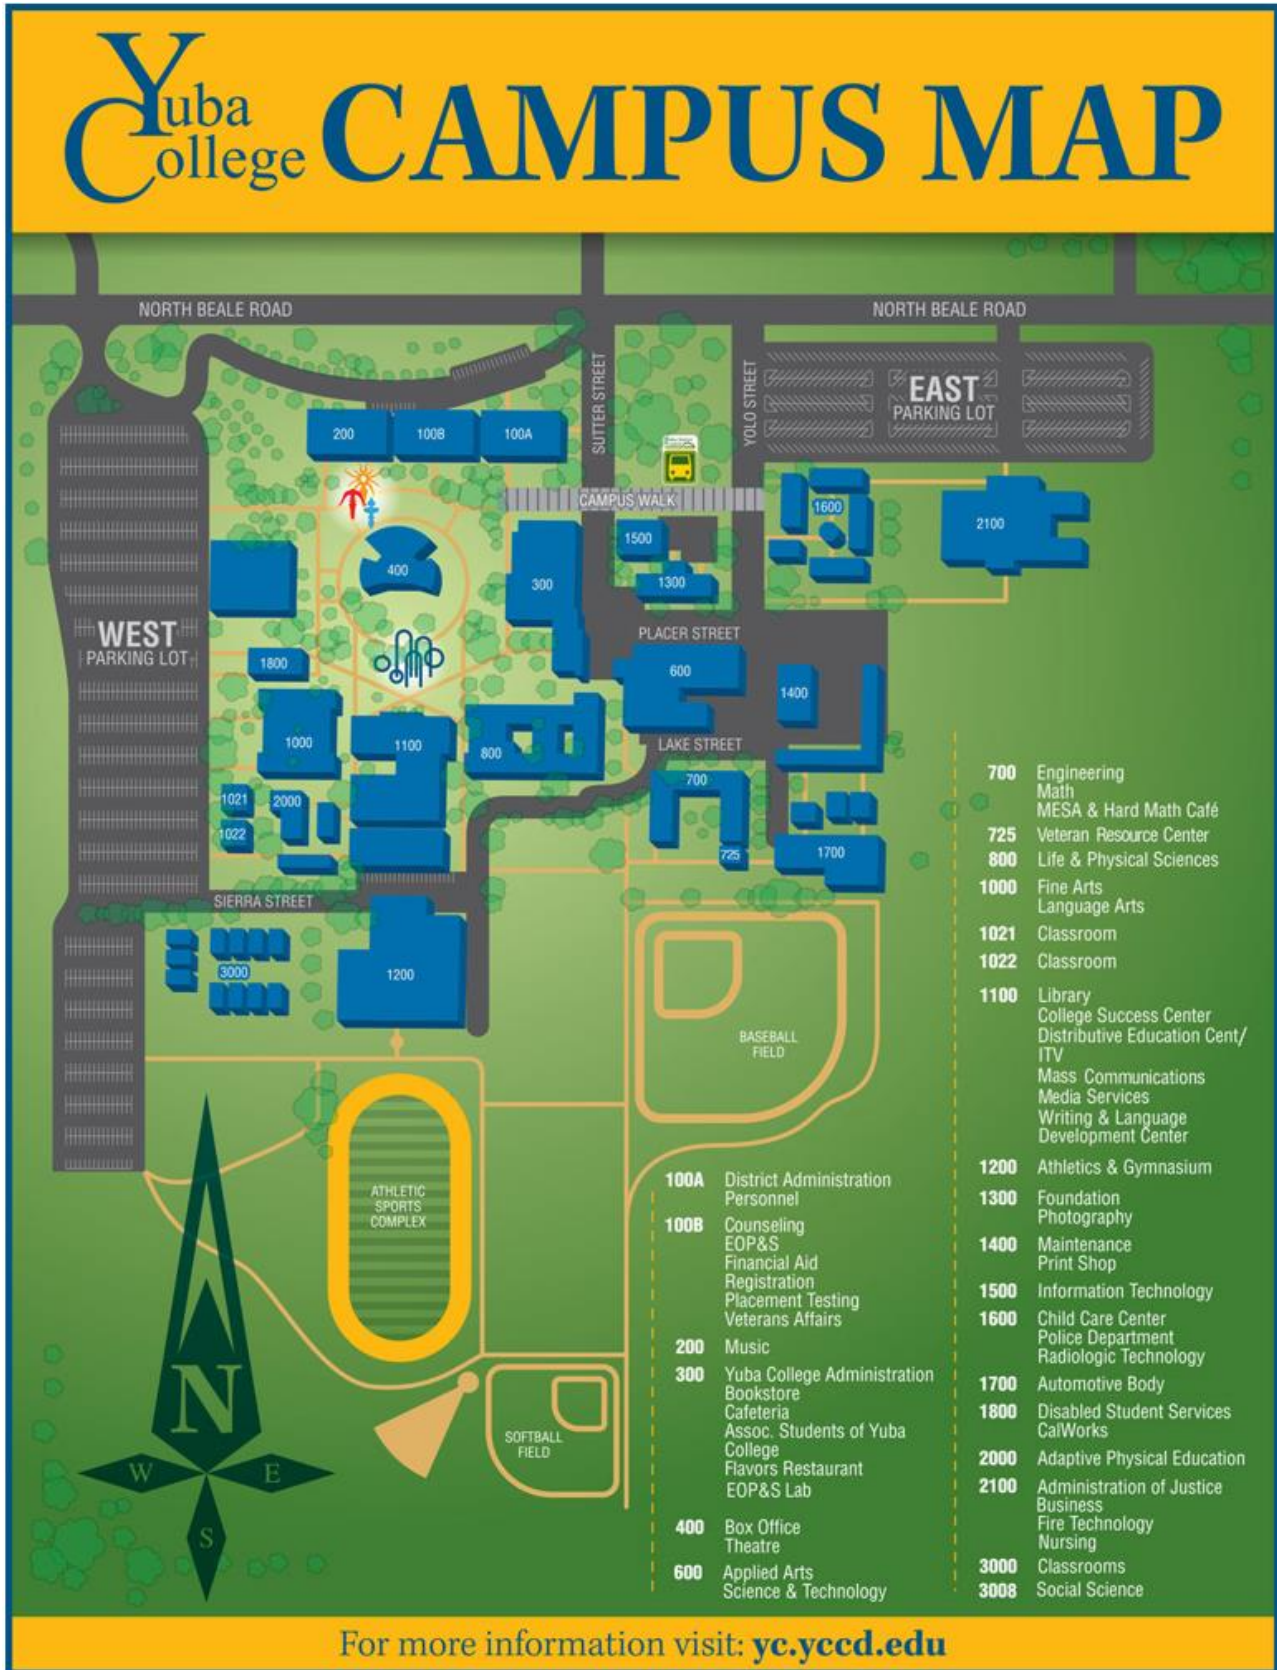 Yuba College CAMPUS MAP
NORTH BEALE ROAD
NORTH BEALE ROAD
SUTTER STREET
YOLO STREET
EAST
PARKING LOT
200
100B
100A
CAMPUS WALK
1600
2100
1500
400
300
1300
WEST
PARKING LOT
PLACER STREET
1800
600
1400
1000
1100
800
LAKE STREET
700
1021
2000
1022
725
1700
SIERRA STREET
3000
1200
BASEBALL
FIELD
ATHLETIC
SPORTS
COMPLEX
SOFTBALL
FIELD
N
W
E
S
100A District Administration
Personnel
100B Counseling
EOP&S
Financial Aid
Registration
Placement Testing
Veterans Affairs
200 Music
300 Yuba College Administration
Bookstore
Cafeteria
Assoc. Students of Yuba
College
Flavors Restaurant
EOP&S Lab
400 Box Office
Theatre
600 Applied Arts
Science & Technology
700 Engineering
Math
MESA & Hard Math Café
725 Veteran Resource Center
800 Life & Physical Sciences
1000 Fine Arts
Language Arts
1021 Classroom
1022 Classroom
1100 Library
College Success Center
Distributive Education Cent/
ITV
Mass Communications
Media Services
Writing & Language
Development Center
1200 Athletics & Gymnasium
1300 Foundation
Photography
1400 Maintenance
Print Shop
1500 Information Technology
1600 Child Care Center
Police Department
Radiologic Technology
1700 Automotive Body
1800 Disabled Student Services
CalWorks
2000 Adaptive Physical Education
2100 Administration of Justice
Business
Fire Technology
Nursing
3000 Classrooms
3008 Social Science
For more information visit: yc.yccd.edu